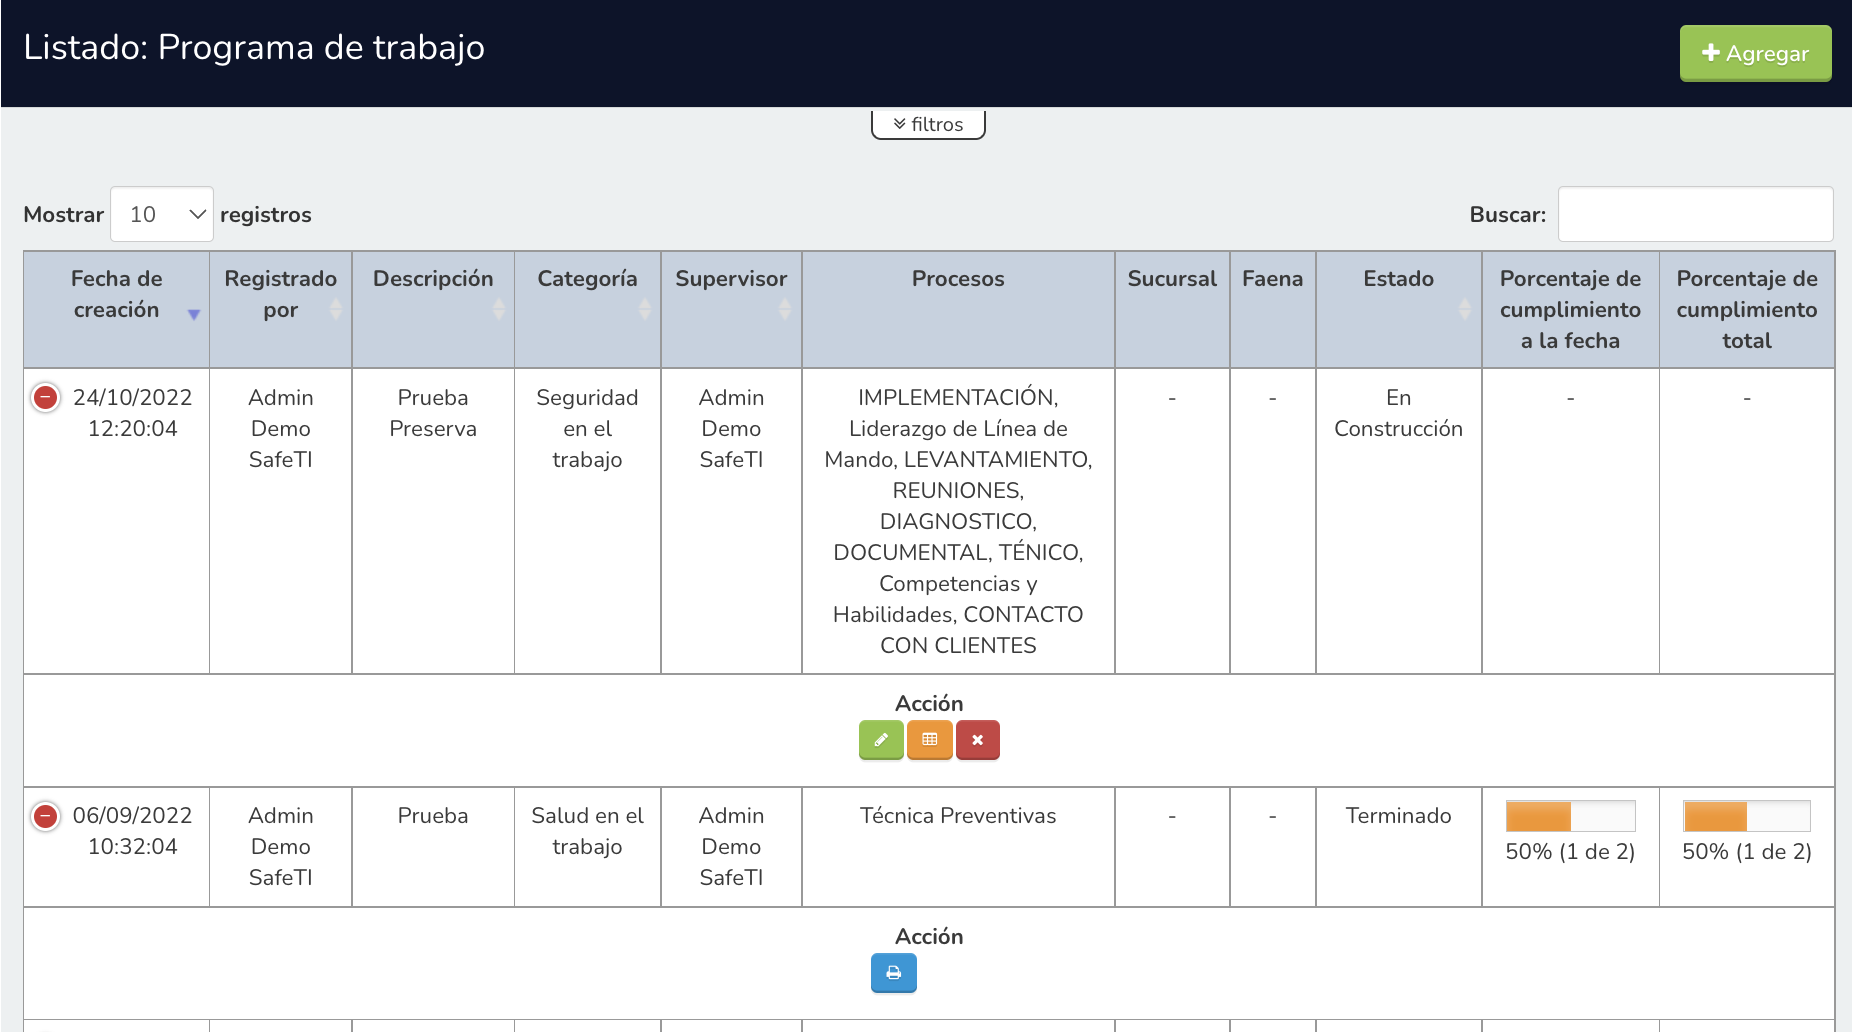 Listado: Programa de trabajo
Agregar
filtros
Mostrar 10 registros
Buscar:
Fecha de creación
Registrado por
Descripción
Categoría
Supervisor
Procesos
Sucursal
Faena
Estado
Porcentaje de cumplimiento a la fecha
Porcentaje de cumplimiento total
24/10/2022
12:20:04
Admin
Demo
SafeTI
Prueba
Preserva
Seguridad
en el
trabajo
Admin
Demo
SafeTI
IMPLEMENTACIÓN,
Liderazgo de Línea de
Mando, LEVANTAMIENTO,
REUNIONES,
DIAGNOSTICO,
DOCUMENTAL, TÉNICO,
Competencias y
Habilidades, CONTACTO
CON CLIENTES
-
-
En
Construcción
-
-
Acción
06/09/2022
10:32:04
Admin
Demo
SafeTI
Prueba
Salud en el
trabajo
Admin
Demo
SafeTI
Técnica Preventivas
-
-
Terminado
50% (1 de 2)
50% (1 de 2)
Acción